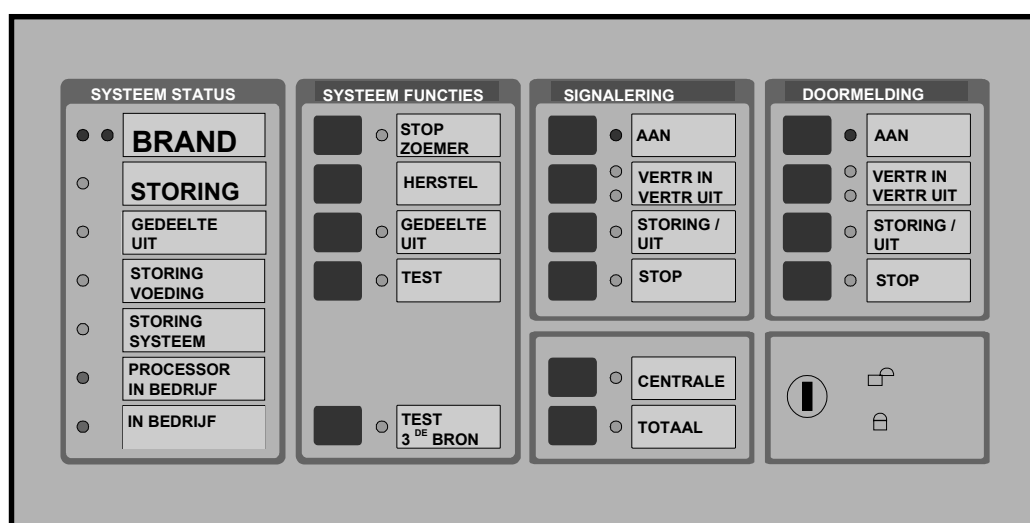 SYSTEEM STATUS
BRAND
STORING
GEDEELTE
UIT
STORING
VOEDING
STORING
SYSTEEM
PROCESSOR
IN BEDRIJF
IN BEDRIJF
SYSTEEM FUNCTIES
STOP
ZOEMER
HERSTEL
GEDEELTE
UIT
TEST
TEST
3 DE BRON
SIGNALERING
AAN
VERTR IN
VERTR UIT
STORING /
UIT
STOP
CENTRALE
TOTAAL
DOORMELDING
AAN
VERTR IN
VERTR UIT
STORING /
UIT
STOP